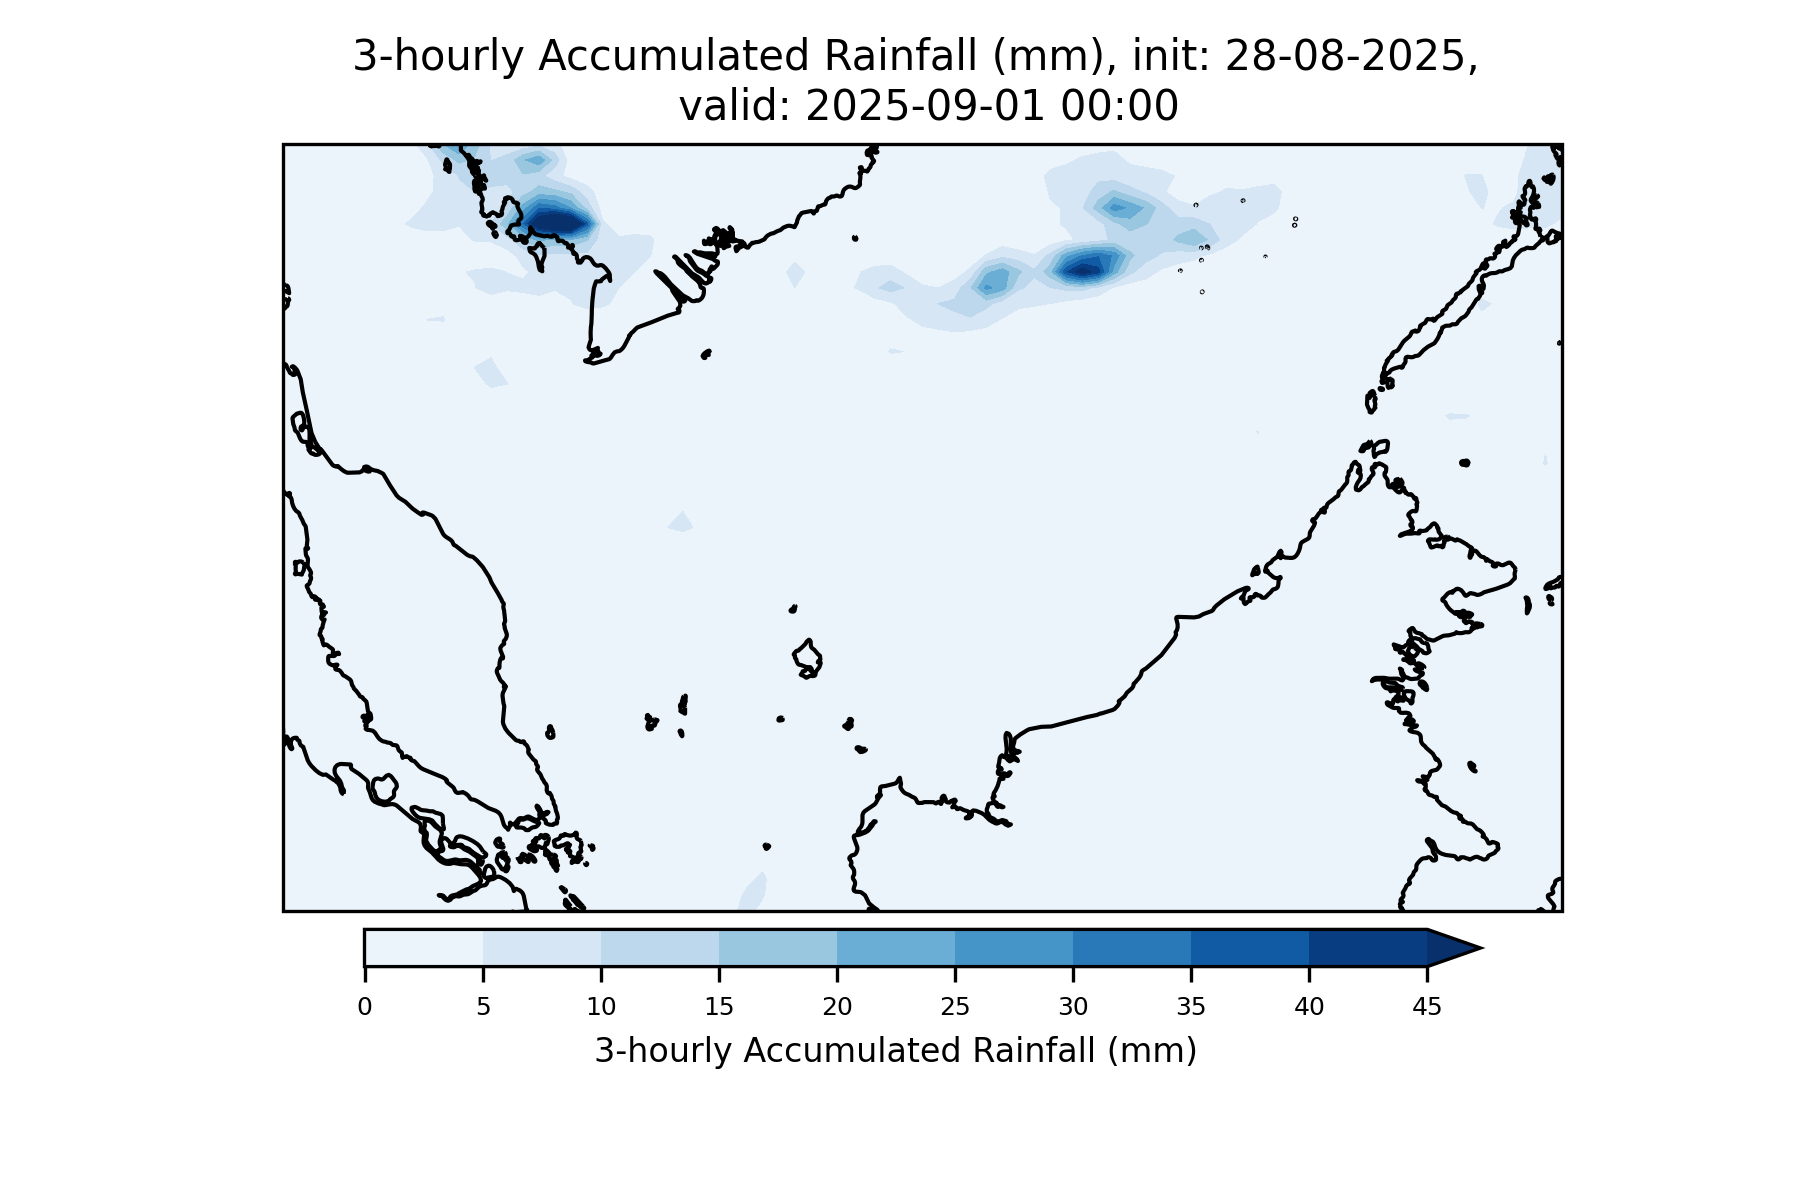 3-hourly Accumulated Rainfall (mm), init: 28-08-2025,
valid: 2025-09-01 00:00
0 5 10 15 20 25 30 35 40 45
3-hourly Accumulated Rainfall (mm)